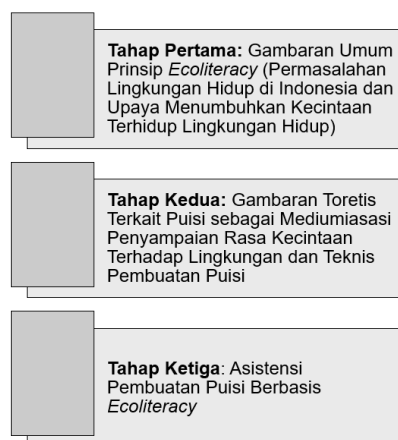 Tahap Pertama: Gambaran Umum
Prinsip Ecoliteracy (Permasalahan
Lingkungan Hidup di Indonesia dan
Upaya Menumbuhkan Kecintaan
Terhidup Lingkungan Hidup)
Tahap Kedua: Gambaran Toretis
Terkait Puisi sebagai Mediumiasasi
Penyampaian Rasa Kecintaan
Terhadap Lingkungan dan Teknis
Pembuatan Puisi
Tahap Ketiga: Asistensi
Pembuatan Puisi Berbasis
Ecoliteracy